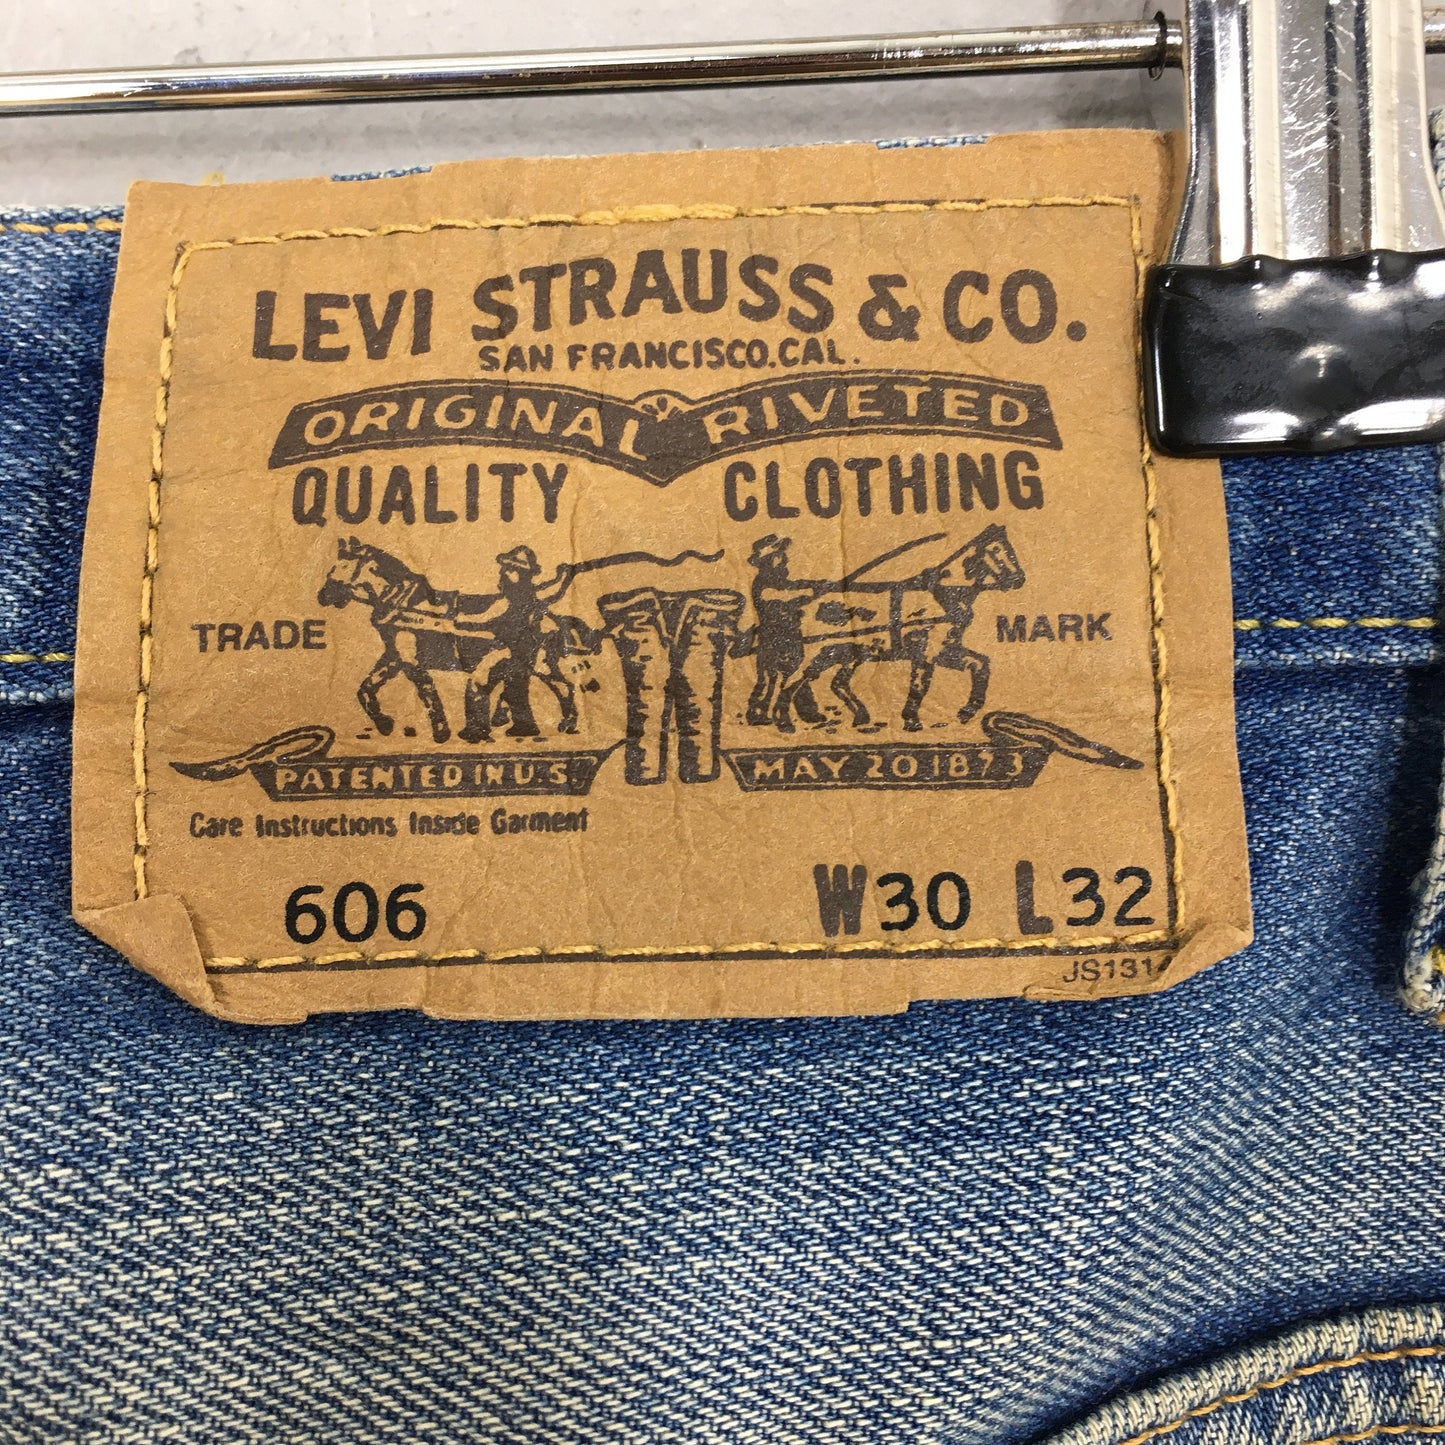 LEVI STRAUSS & CO.
SAN FRANCISCO.CAL.
ORIGINAL RIVETED
QUALITY CLOTHING
TRADE MARK
PATENTED IN U.S. MAY 20 1873
Care Instructions Inside Garment
606 W30 L32
JS1314